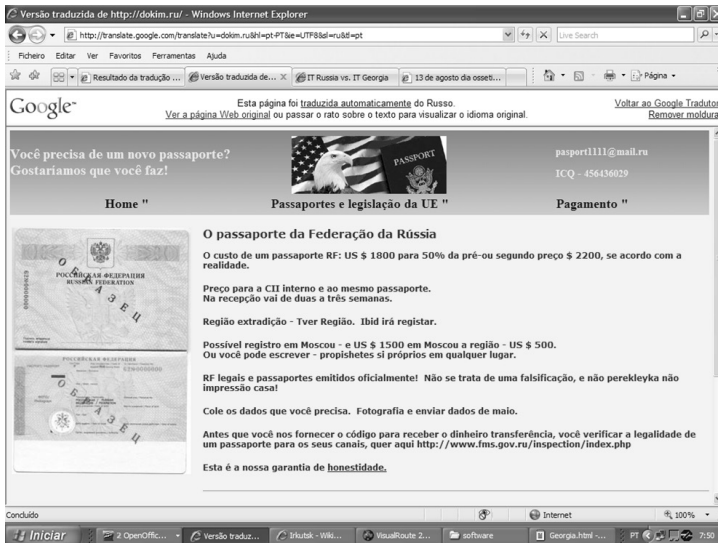 Versão traduzida de http://dokim.ru/ - Windows Internet Explorer
http://translate.google.com/translate?u=dokim.ru&hl=pt-PT&ie=UTF8&sl=ru&tl=pt
Live Search
Ficheiro Editar Ver Favoritos Ferramentas Ajuda
Resultado da tradução ... Versão traduzida de... IT Russia vs. IT Georgia 13 de agosto dia osseti... Página
Google
Esta página foi traduzida automaticamente do Russo.
Ver a página Web original ou passar o rato sobre o texto para visualizar o idioma original.
Voltar ao Google Tradutor
Remover moldura
Você precisa de um novo passaporte?
Gostaríamos que você faz!
PASSPORT
pasport1111@mail.ru
ICQ - 456436029
Home " Passaportes e legislação da UE " Pagamento "
РОССИЙСКАЯ ФЕДЕРАЦИЯ
RUSSIAN FEDERATION
ОБРАЗЕЦ
РОССИЙСКАЯ ФЕДЕРАЦИЯ
ОБРАЗЕЦ
O passaporte da Federação da Rússia
O custo de um passaporte RF: US $ 1800 para 50% da pré-ou segundo preço $ 2200, se acordo com a
realidade.
Preço para a CII interno e ao mesmo passaporte.
Na recepção vai de duas a três semanas.
Região extradição - Tver Região. Ibid irá registar.
Possível registro em Moscou - e US $ 1500 em Moscou a região - US $ 500.
Ou você pode escrever - propishetes si próprios em qualquer lugar.
RF legais e passaportes emitidos oficialmente! Não se trata de uma falsificação, e não perekleyka não
impressão casa!
Cole os dados que você precisa. Fotografia e enviar dados de maio.
Antes que você nos fornecer o código para receber o dinheiro transferência, você verificar a legalidade de
um passaporte para os seus canais, quer aqui http://www.fms.gov.ru/inspection/index.php
Esta é a nossa garantia de honestidade.
Concluído Internet 100%
Iniciar 2 OpenOffic... Versão traduz... Irkutsk - Wiki... VisualRoute 2... software Georgia.html -... PT 7:50